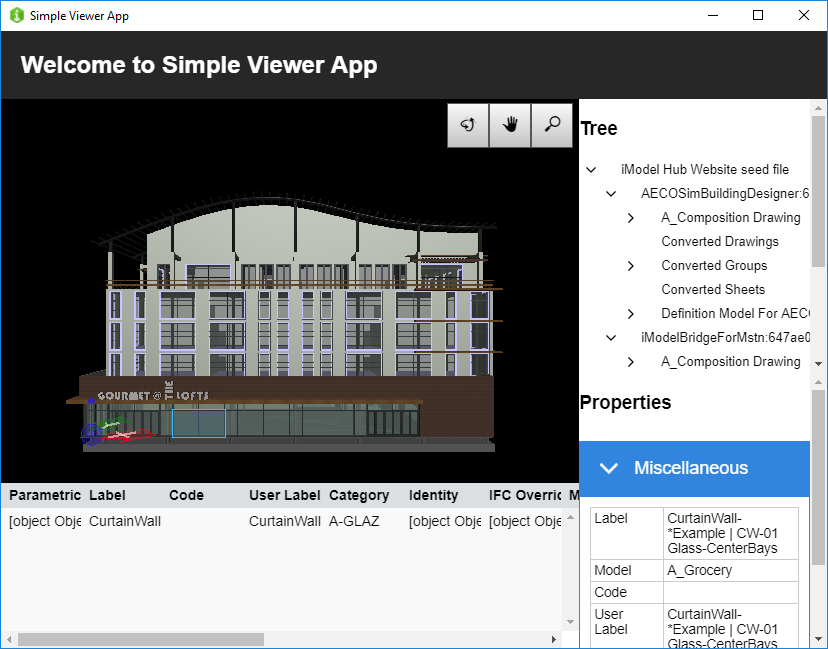 Simple Viewer App
Welcome to Simple Viewer App
GOURMET @ THE LOFTS
Parametric Label Code User Label Category Identity IFC Overric M
[object Obje CurtainWall CurtainWall A-GLAZ [object Obje [object Obje
Tree
iModel Hub Website seed file
AECOSimBuildingDesigner:6
A_Composition Drawing
Converted Drawings
Converted Groups
Converted Sheets
Definition Model For AECO
iModelBridgeForMstn:647ae0
A_Composition Drawing
Properties
Miscellaneous
Label CurtainWall-
*Example | CW-01
Glass-CenterBays
Model A_Grocery
Code
User CurtainWall-
Label *Example | CW-01
Glass-CenterBays